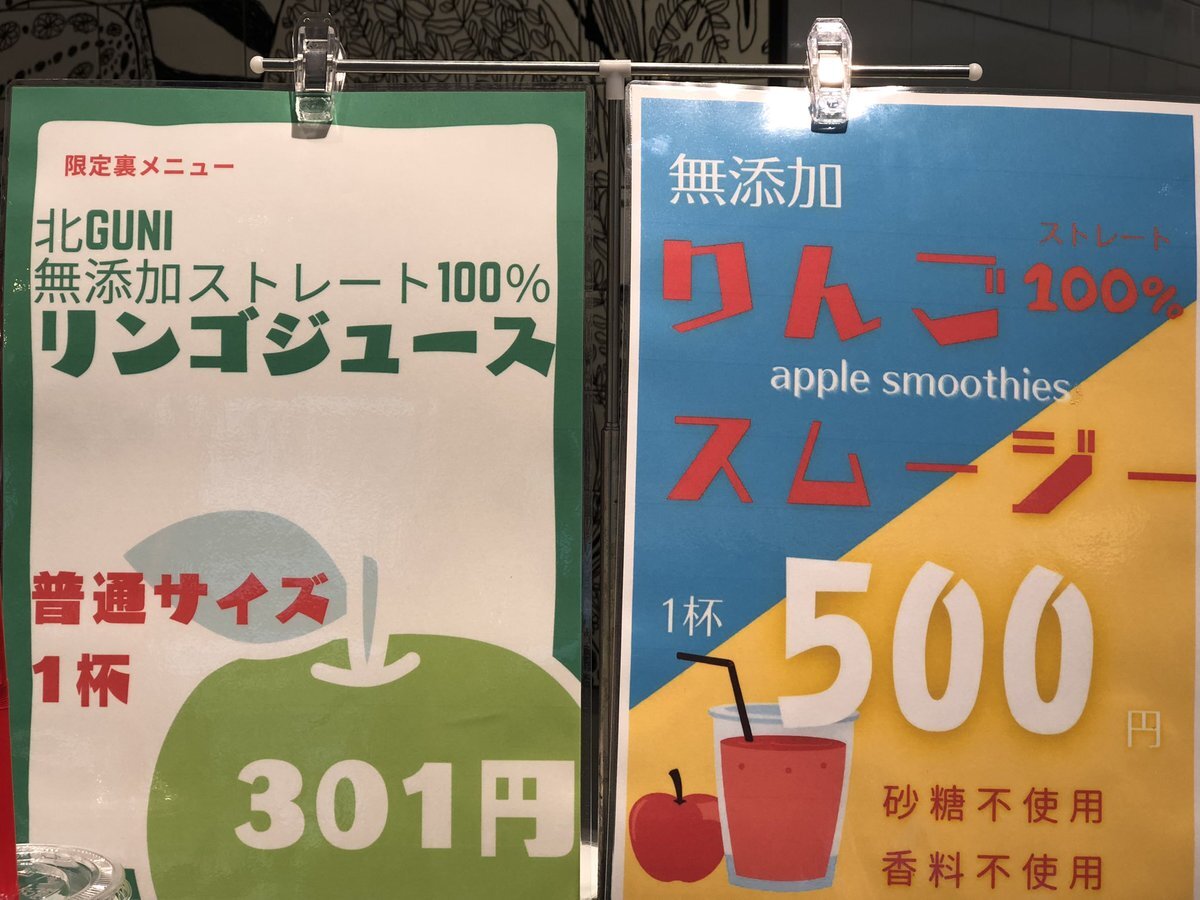 限定裏メニュー
北GUNI
無添加ストレート100%
リンゴジュース
普通サイズ
1杯
301円
無添加
りんご
ストレート
100%
apple smoothies
スムージー
1杯
500
円
砂糖不使用
香料不使用